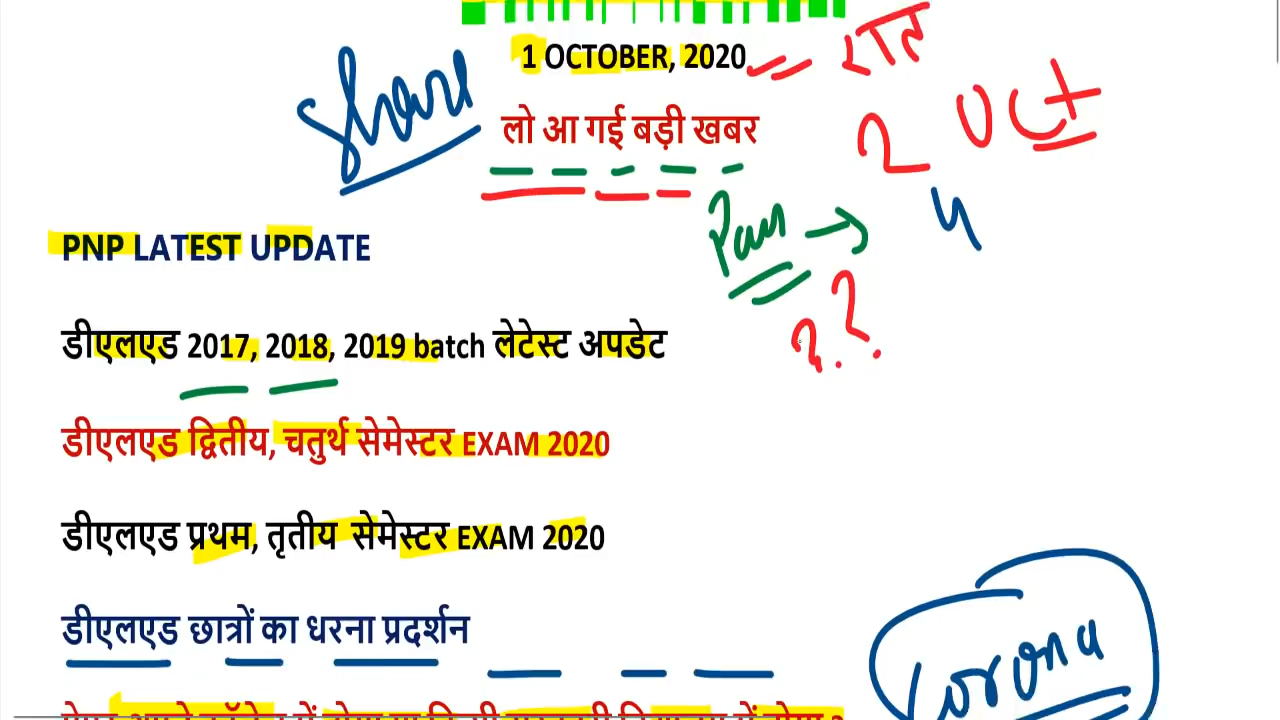 1 OCTOBER, 2020
रात
Share
2 Oct
लो आ गई बड़ी खबर
4
PNP LATEST UPDATE
??
डीएलएड 2017, 2018, 2019 batch लेटेस्ट अपडेट
डीएलएड द्वितीय, चतुर्थ सेमेस्टर EXAM 2020
डीएलएड प्रथम, तृतीय सेमेस्टर EXAM 2020
डीएलएड छात्रों का धरना प्रदर्शन
Corona